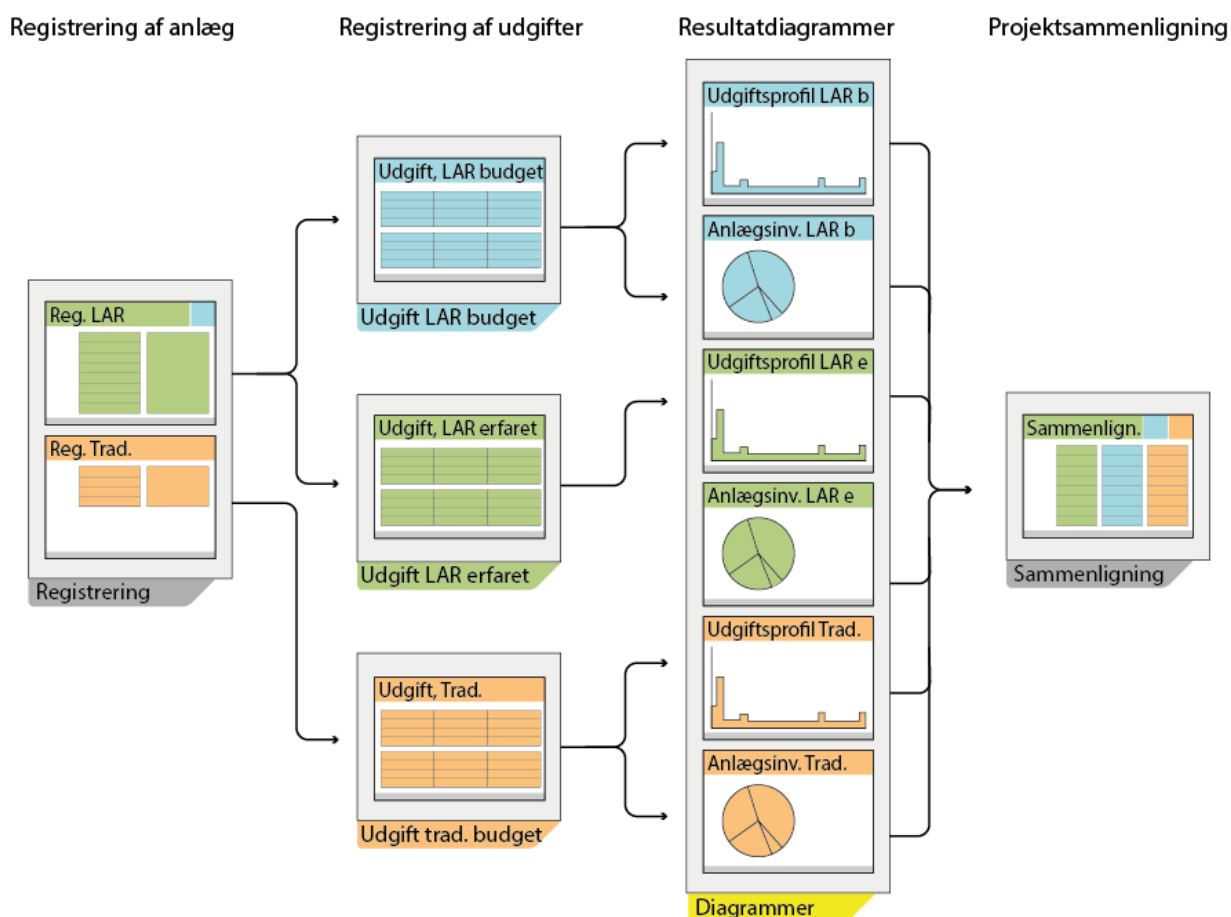 Registrering af anlæg
Registrering af udgifter
Resultatdiagrammer
Projektsammenligning
Reg. LAR
Reg. Trad.
Registrering
Udgift, LAR budget
Udgift LAR budget
Udgift, LAR erfaret
Udgift LAR erfaret
Udgift, Trad.
Udgift trad. budget
Udgiftsprofil LAR b
Anlægsinv. LAR b
Udgiftsprofil LAR e
Anlægsinv. LAR e
Udgiftsprofil Trad.
Anlægsinv. Trad.
Diagrammer
Sammenlign.
Sammenligning